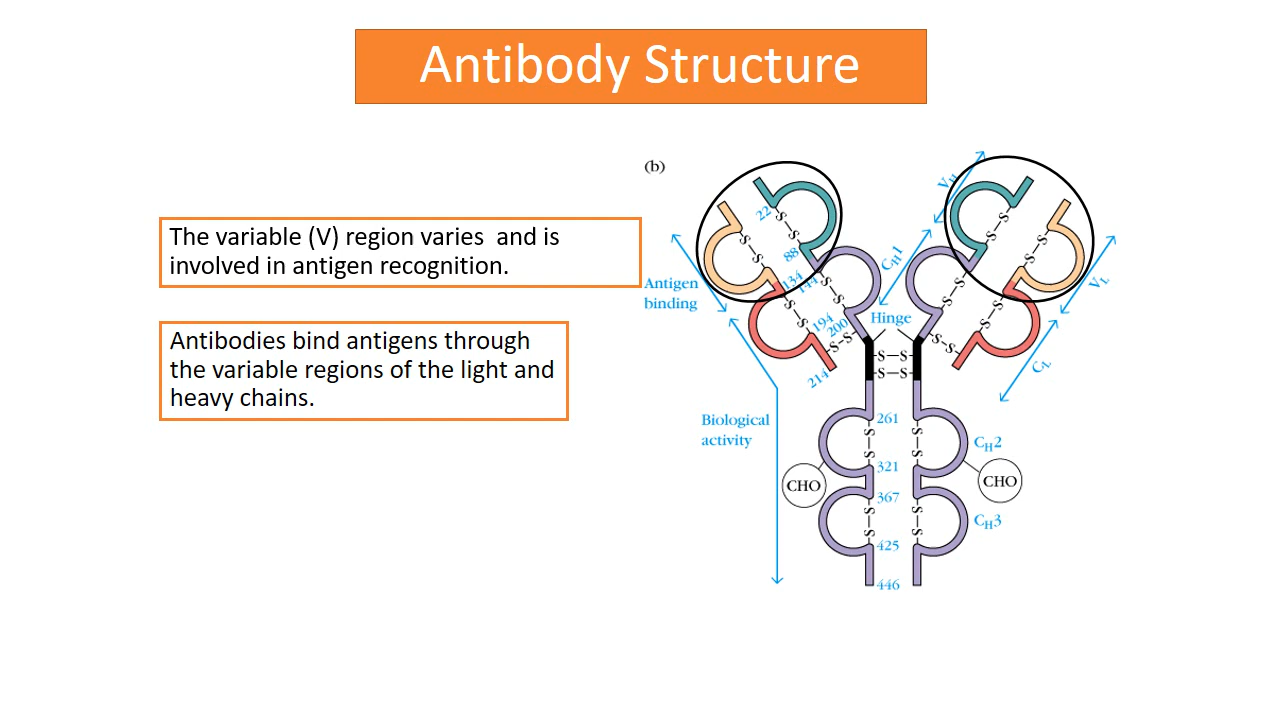 Antibody Structure
(b)
The variable (V) region varies  and is
involved in antigen recognition.
Antibodies bind antigens through
the variable regions of the light and
heavy chains.
Antigen
binding
Biological
activity
Hinge
VH
VL
CH1
CL
CH2
CH3
CHO
CHO
22
S
S
88
S
S
134
144
S
S
S
S
194
200
S-S
214
S
S
S
S
S
S
S
S
S-S
S—S
S—S
261
S
S
S
S
321
367
S
S
S
S
425
446